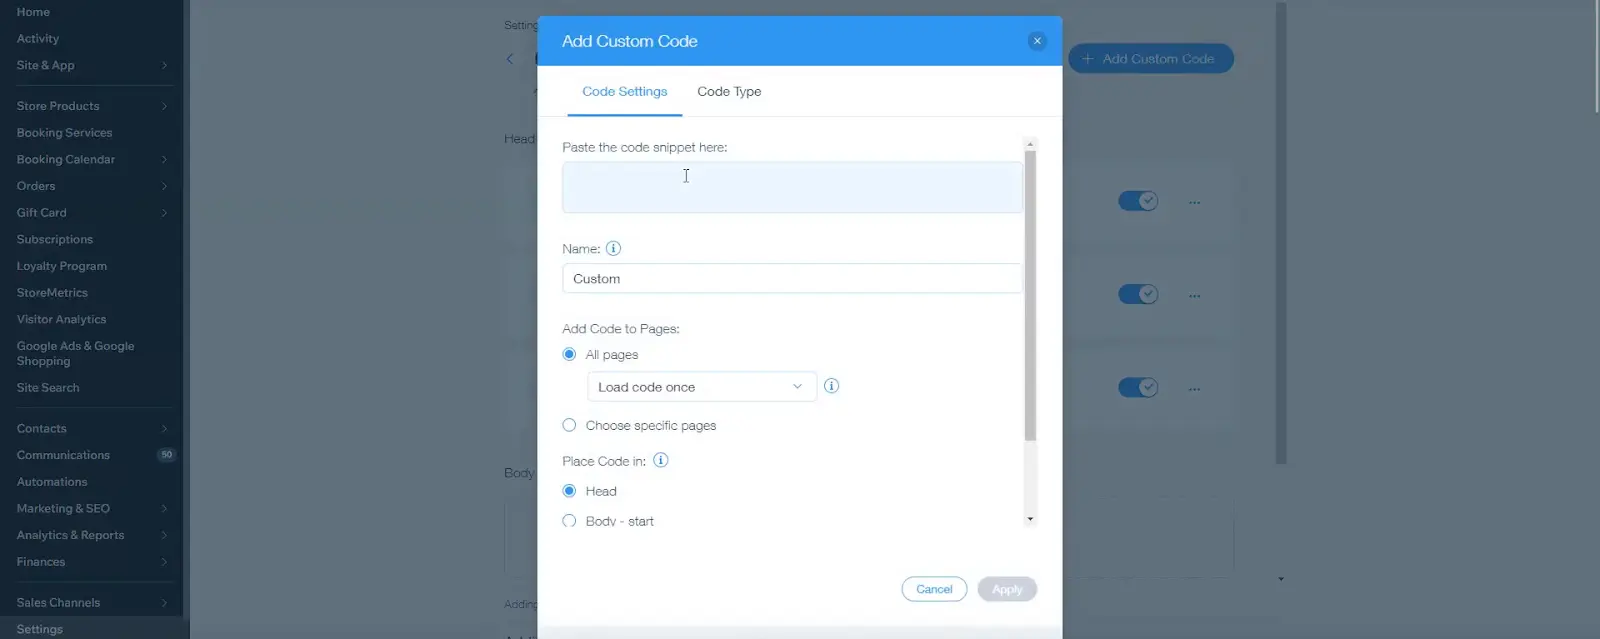 Home
Activity
Site & App
Store Products
Booking Services
Booking Calendar
Orders
Gift Card
Subscriptions
Loyalty Program
StoreMetrics
Visitor Analytics
Google Ads & Google
Shopping
Site Search
Contacts
Communications 50
Automations
Marketing & SEO
Analytics & Reports
Finances
Sales Channels
Settings
+ Add Custom Code
Head
Body
Add Custom Code
Code Settings Code Type
Paste the code snippet here:
Name:
Custom
Add Code to Pages:
All pages
Load code once
Choose specific pages
Place Code in:
Head
Body - start
Cancel Apply